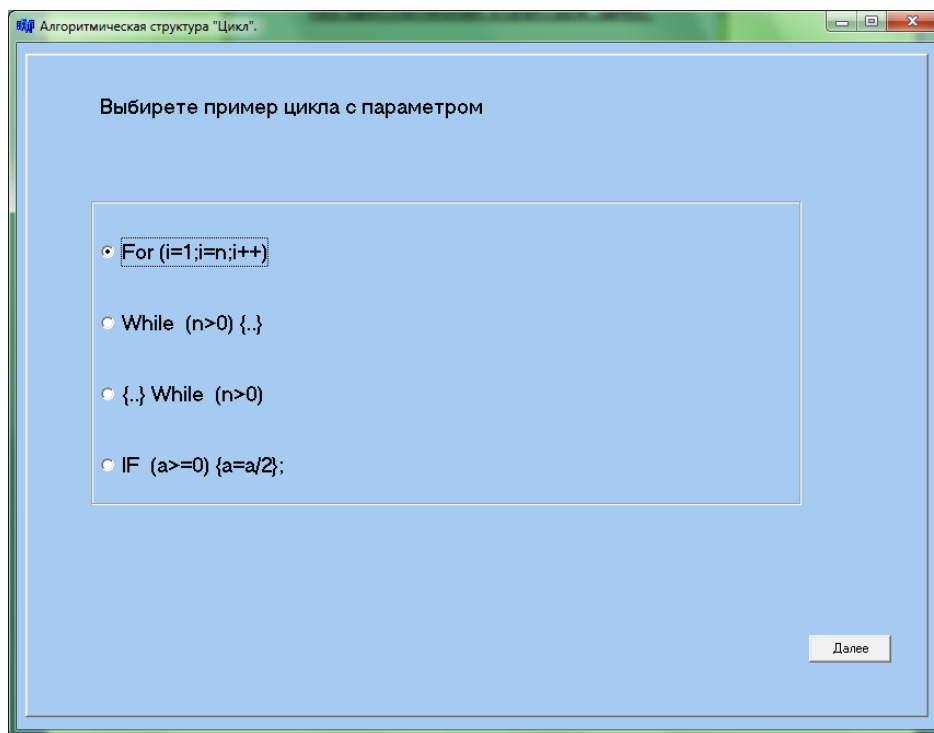 Алгоритмическая структура "Цикл".
Выбирете пример цикла с параметром
For (i=1;i=n;i++)
While (n>0) {..}
{..} While (n>0)
IF (a>=0) {a=a/2};
Далее